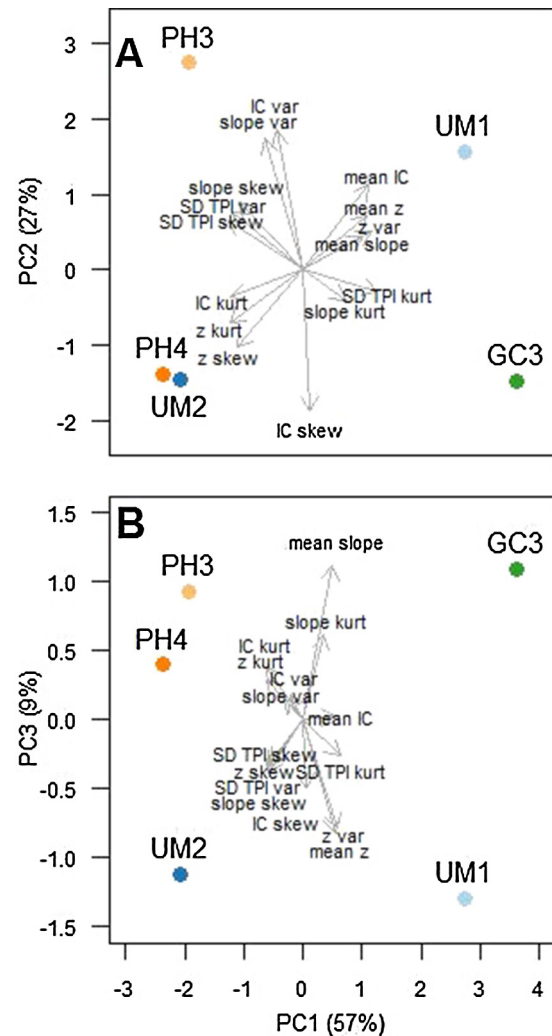 A
PH3
3
IC var
slope var
2
UM1
mean IC
1
slope skew
SD TPI var
mean z
SD TPI skew
z var
mean slope
PC2 (27%)
0
IC kurt
SD TPI kurt
slope kurt
z kurt
-1
PH4
z skew
GC3
UM2
-2
IC skew
1.5
B
mean slope
GC3
PH3
1.0
slope kurt
PH4
0.5
IC kurt
z kurt
IC var
slope var
PC3 (9%)
0.0
mean IC
SD TPI skew
z skew
SD TPI kurt
-0.5
SD TPI var
slope skew
IC skew
z var
UM2
-1.0
mean z
UM1
-1.5
-3 -2 -1 0 1 2 3 4
PC1 (57%)